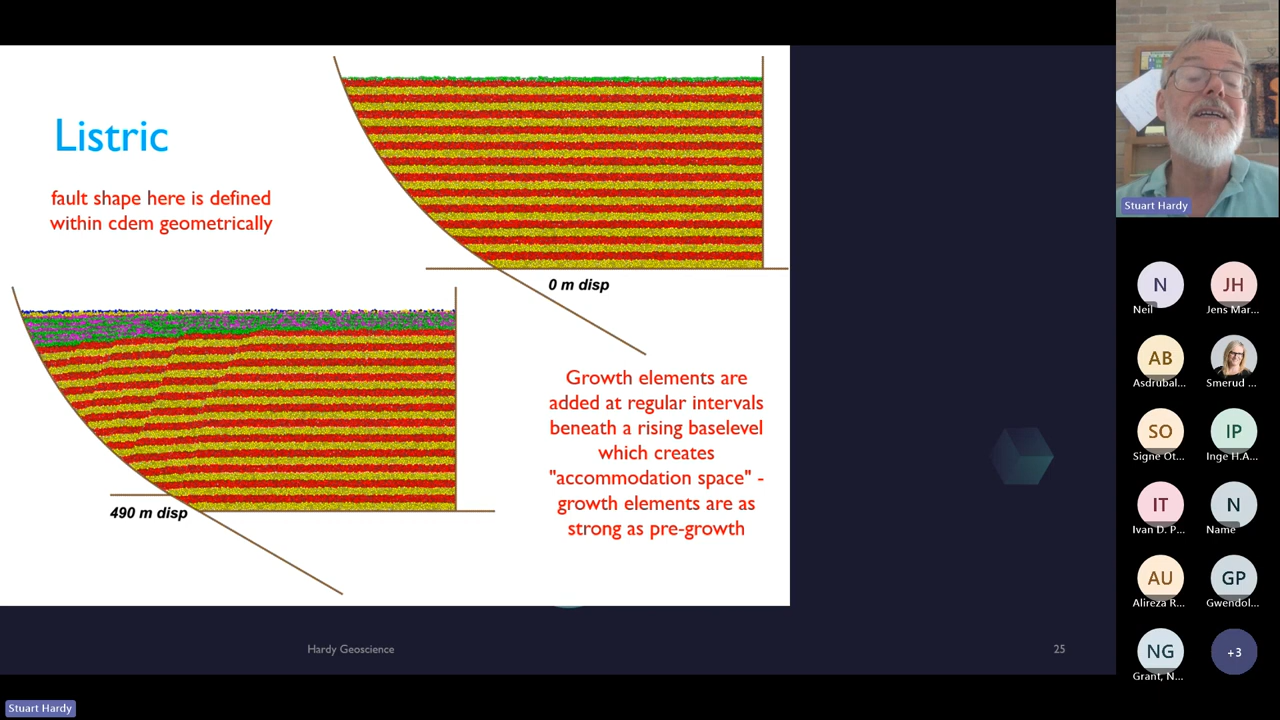 Listric
fault shape here is defined
within cdem geometrically
0 m disp
490 m disp
Growth elements are
added at regular intervals
beneath a rising baselevel
which creates
"accommodation space" -
growth elements are as
strong as pre-growth
Hardy Geoscience
25
Stuart Hardy
N
Neil
JH
Jens Mar...
AB
Asdrubal...
Smerud ...
SO
Signe Ot...
IP
Inge H.A...
IT
Ivan D. P...
N
Name
AU
Alireza R...
GP
Gwendol...
NG
Grant, N...
+3
Stuart Hardy